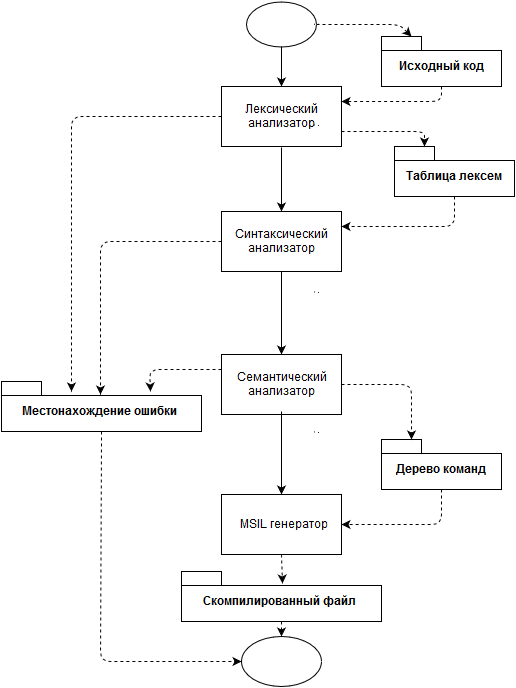 Исходный код
Лексический
анализатор
Таблица лексем
Синтаксический
анализатор
Семантический
анализатор
Местонахождение ошибки
Дерево команд
MSIL генератор
Скомпилированный файл